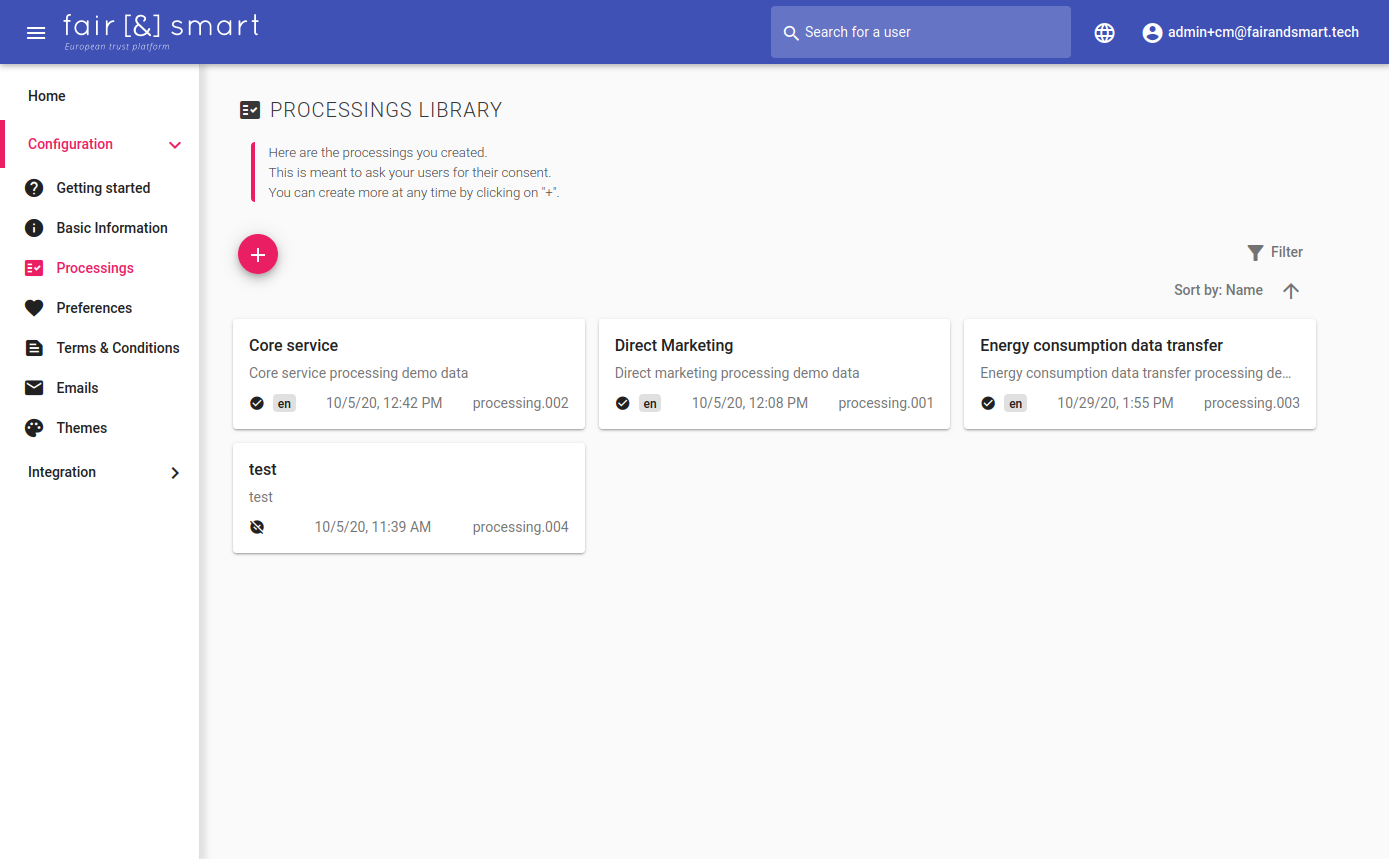 fair [&] smart
European trust platform
Search for a user
admin+cm@fairandsmart.tech
Home
Configuration
Getting started
Basic Information
Processings
Preferences
Terms & Conditions
Emails
Themes
Integration
PROCESSINGS LIBRARY
Here are the processings you created.
This is meant to ask your users for their consent.
You can create more at any time by clicking on "+".
Filter
Sort by: Name
Core service
Core service processing demo data
en 10/5/20, 12:42 PM processing.002
Direct Marketing
Direct marketing processing demo data
en 10/5/20, 12:08 PM processing.001
Energy consumption data transfer
Energy consumption data transfer processing de...
en 10/29/20, 1:55 PM processing.003
test
test
10/5/20, 11:39 AM processing.004